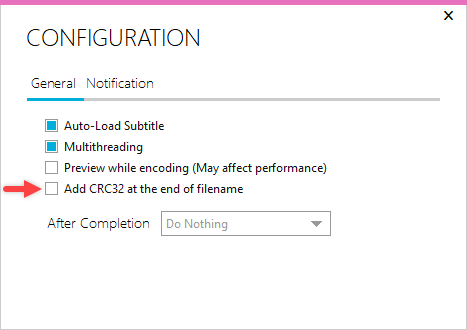 CONFIGURATION
General Notification
Auto-Load Subtitle
Multithreading
Preview while encoding (May affect performance)
Add CRC32 at the end of filename
After Completion Do Nothing